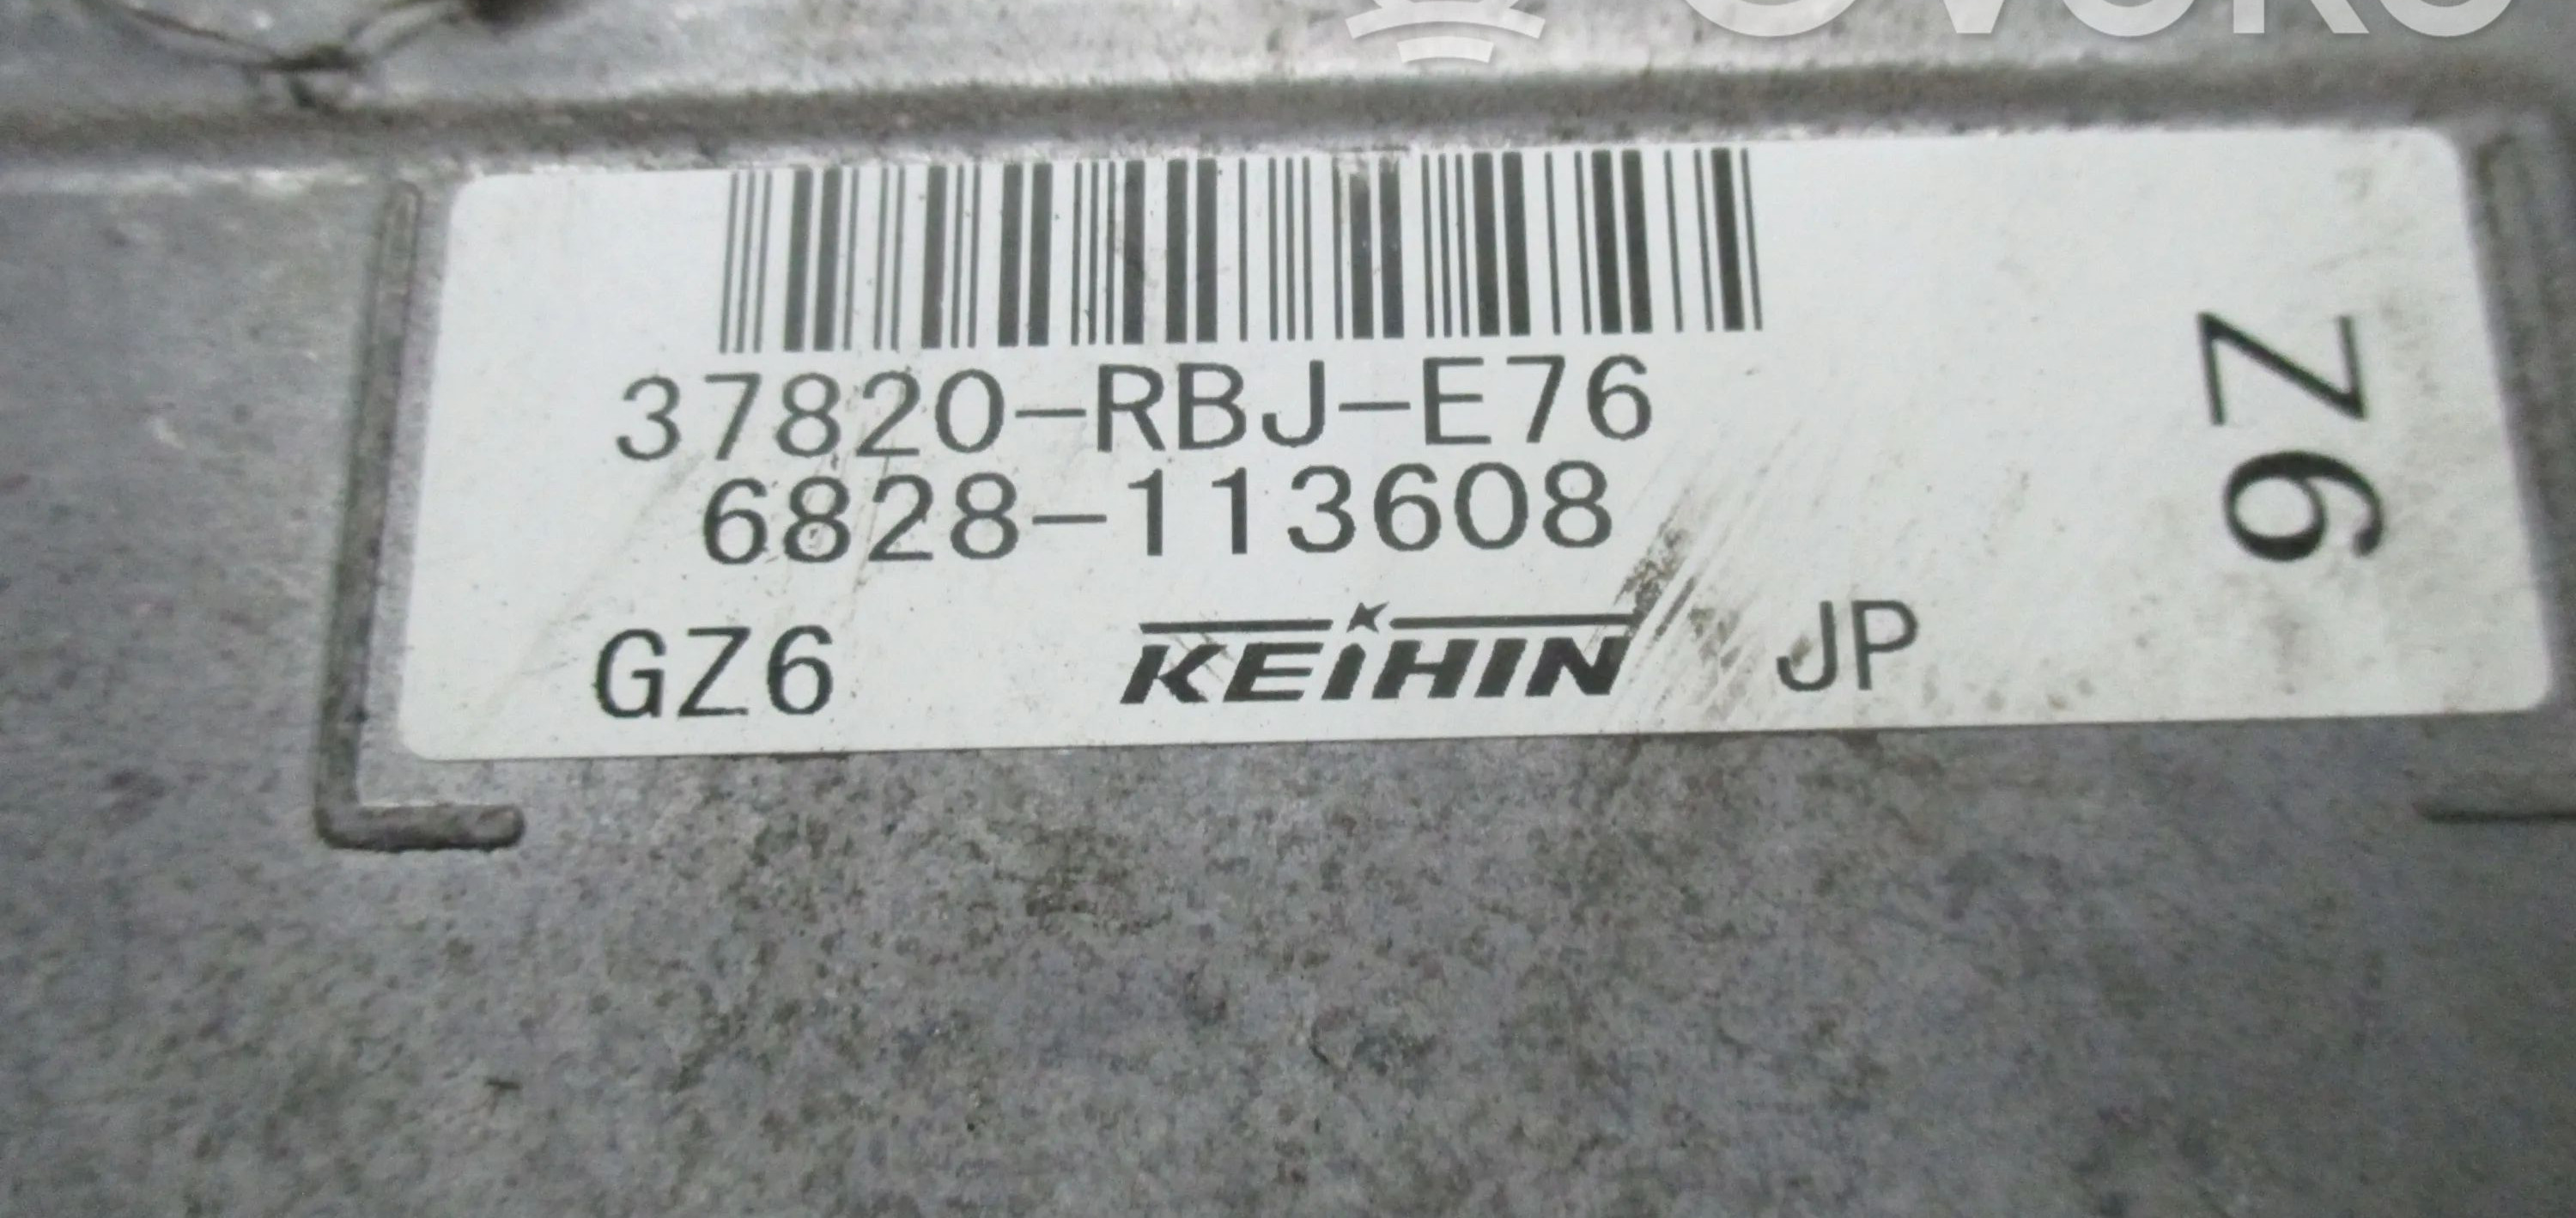 37820-RBJ-E76
6828-113608
GZ6 KEIHIN JP
Z6